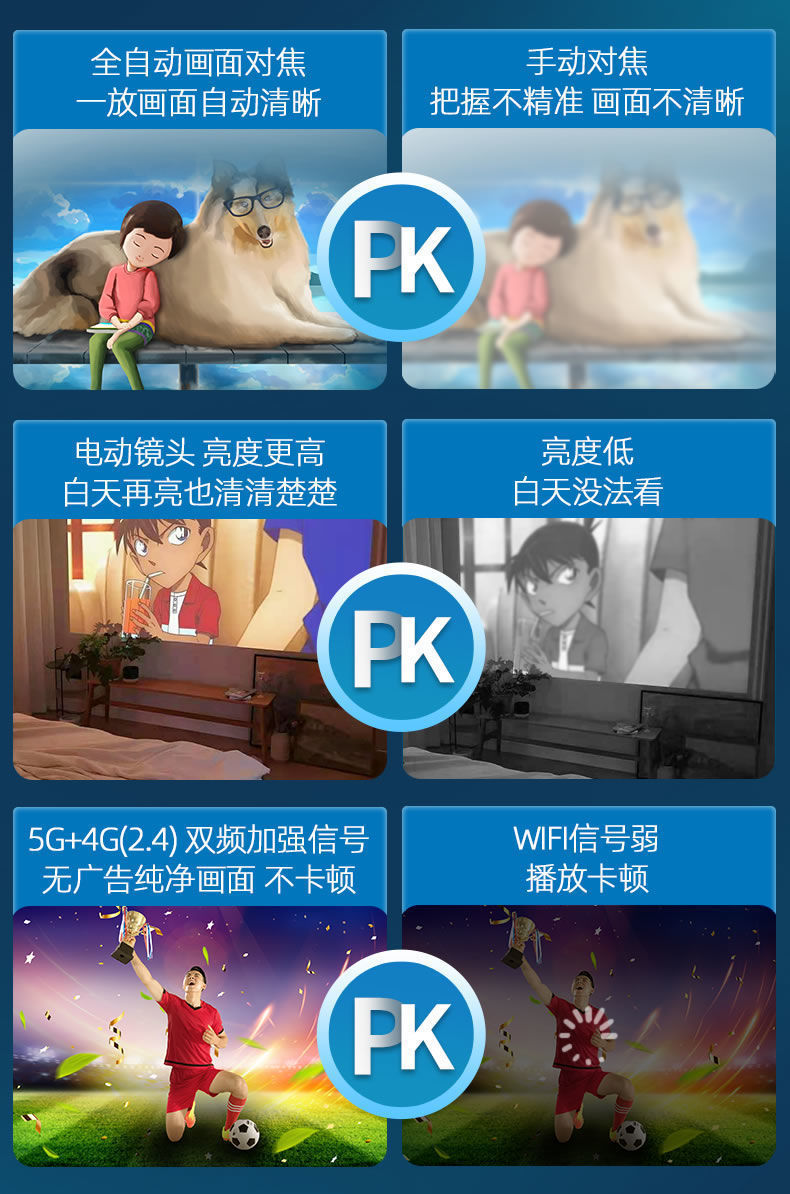 全自动画面对焦
一放画面自动清晰
手动对焦
把握不精准 画面不清晰
PK
电动镜头 亮度更高
白天再亮也清清楚楚
亮度低
白天没法看
PK
5G+4G(2.4) 双频加强信号
无广告纯净画面 不卡顿
WIFI信号弱
播放卡顿
PK